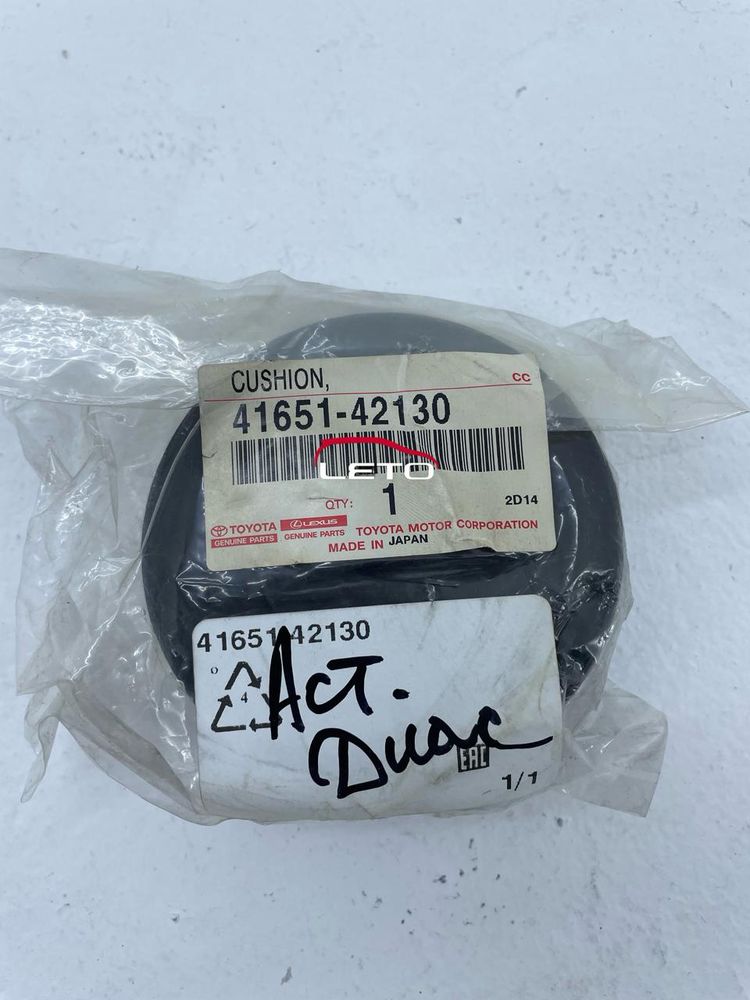 CUSHION,
CC
41651-42130
LETO
QTY: 1
2D14
TOYOTA
GENUINE PARTS
LEXUS
GENUINE PARTS
TOYOTA MOTOR CORPORATION
MADE IN JAPAN
41651-42130
4
Act.
EAC
1/1